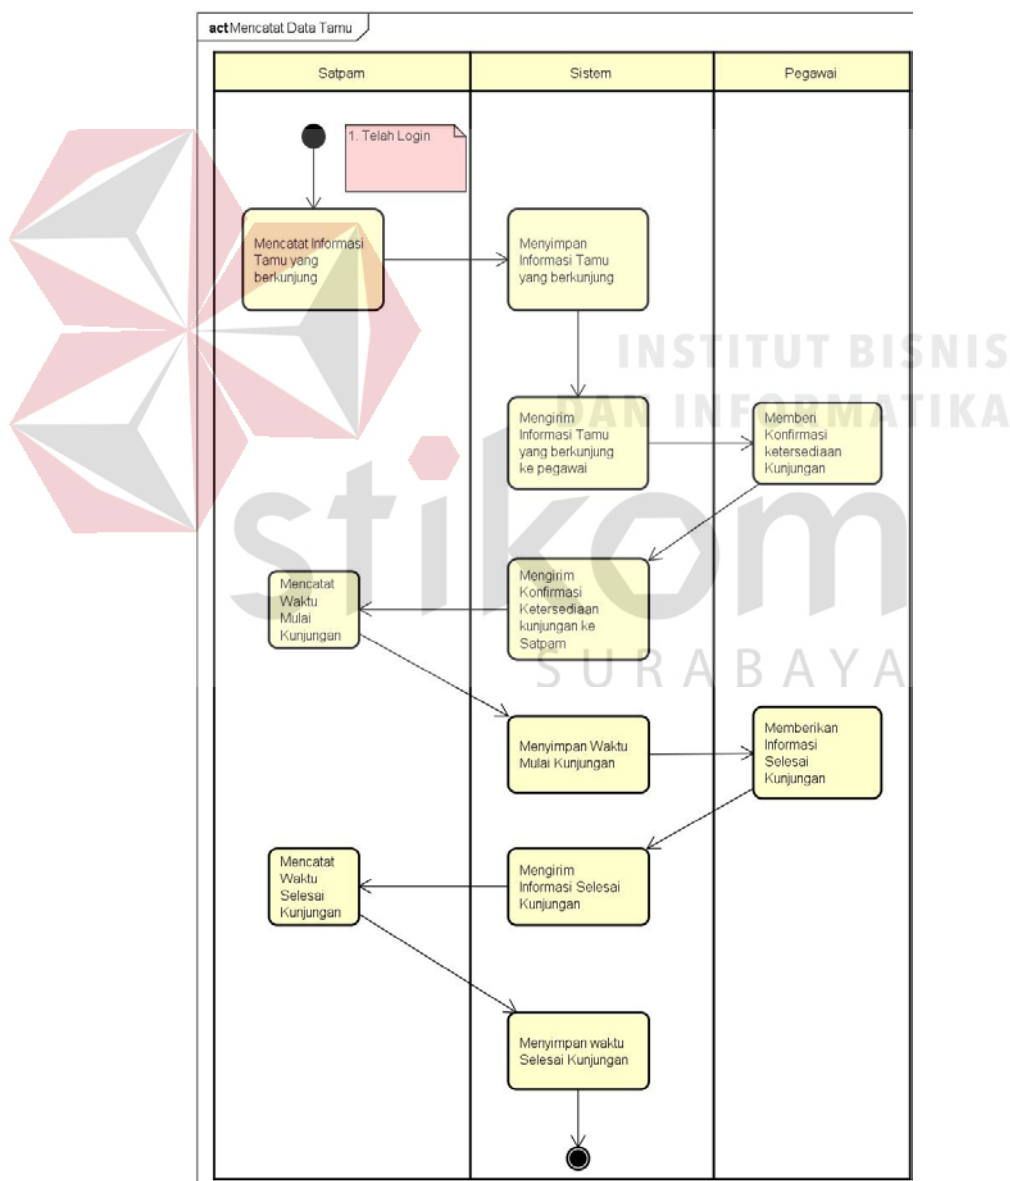 act Mencatat Data Tamu
Satpam
Sistem
Pegawai
1. Telah Login
Mencatat Informasi
Tamu yang
berkunjung
Menyimpan
Informasi Tamu
yang berkunjung
INSTITUT BISNIS
DAN INFORMATIKA
Mengirim
Informasi Tamu
yang berkunjung
ke pegawai
Memberi
Konfirmasi
ketersediaan
Kunjungan
stikom
SURABAYA
Mengirim
Konfirmasi
Ketersediaan
kunjungan ke
Satpam
Mencatat
Waktu
Mulai
Kunjungan
Menyimpan Waktu
Mulai Kunjungan
Memberikan
Informasi
Selesai
Kunjungan
Mengirim
Informasi Selesai
Kunjungan
Mencatat
Waktu
Selesai
Kunjungan
Menyimpan waktu
Selesai Kunjungan